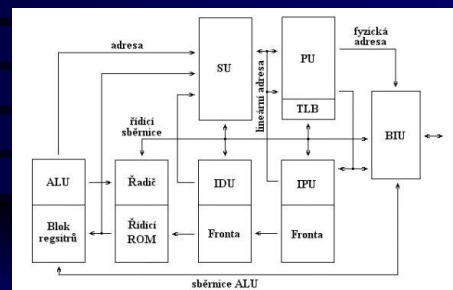 adresa
SU
PU
fyzická
adresa
TLB
lineární adresa
BIU
řídicí
sběrnice
ALU
Řadič
IDU
IPU
Blok
regsitrů
Řídicí
ROM
Fronta
Fronta
sběrnice ALU